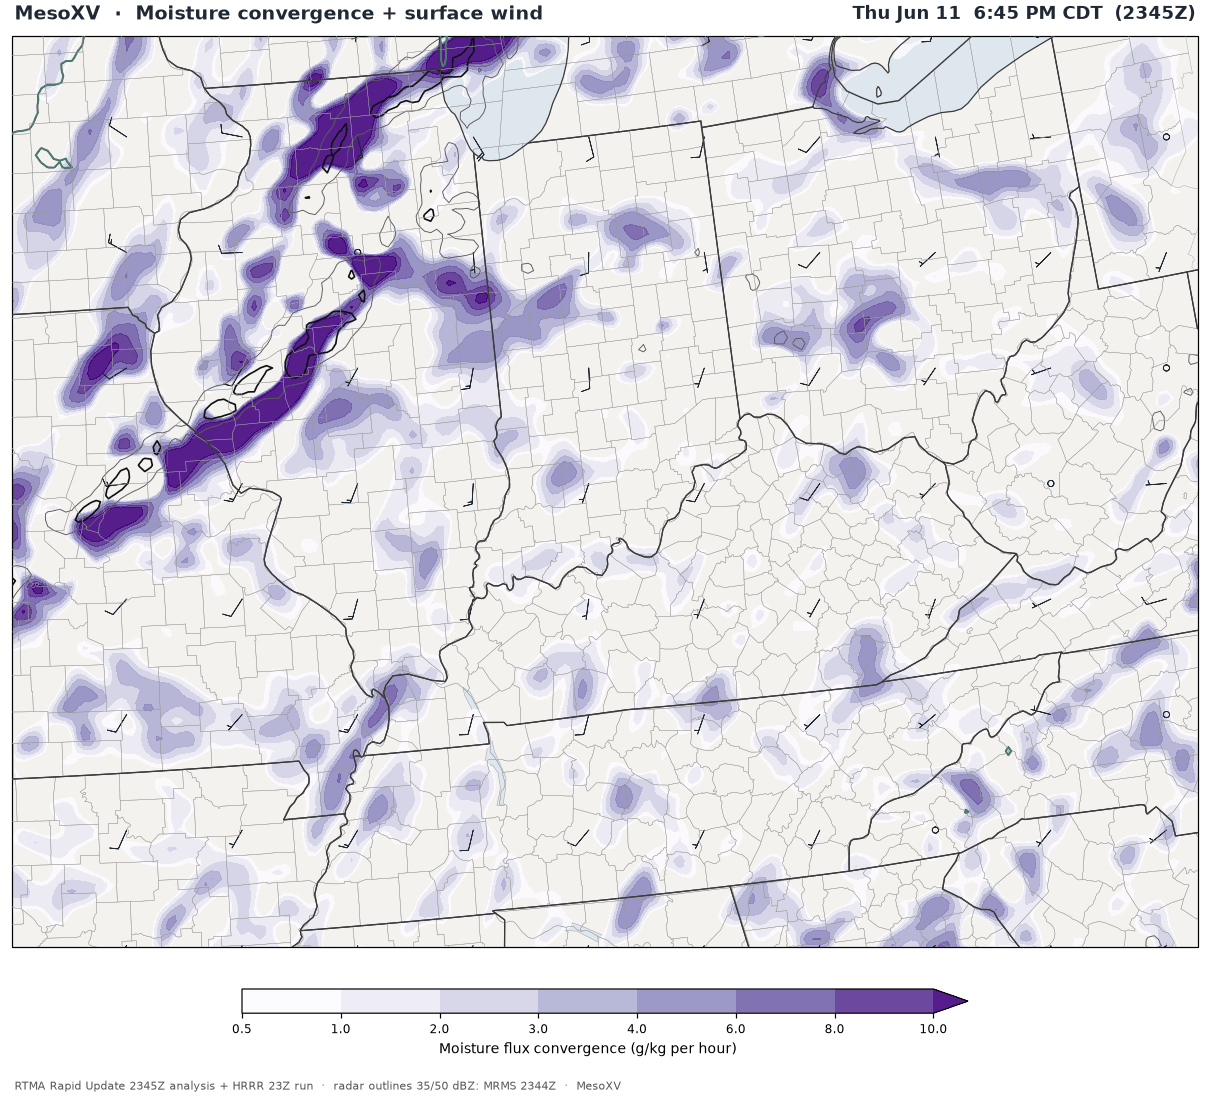 MesoXV · Moisture convergence + surface wind
Thu Jun 11 6:45 PM CDT (2345Z)
0.5 1.0 2.0 3.0 4.0 6.0 8.0 10.0
Moisture flux convergence (g/kg per hour)
RTMA Rapid Update 2345Z analysis + HRRR 23Z run · radar outlines 35/50 dBZ: MRMS 2344Z · MesoXV